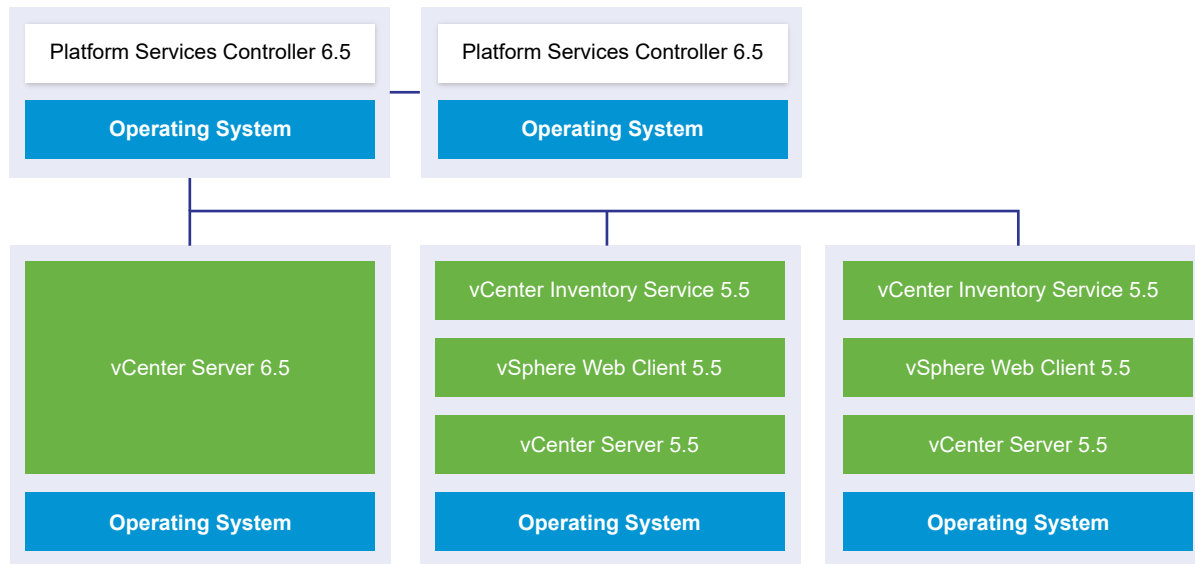 Platform Services Controller 6.5
Operating System
Platform Services Controller 6.5
Operating System
vCenter Server 6.5
Operating System
vCenter Inventory Service 5.5
vSphere Web Client 5.5
vCenter Server 5.5
Operating System
vCenter Inventory Service 5.5
vSphere Web Client 5.5
vCenter Server 5.5
Operating System